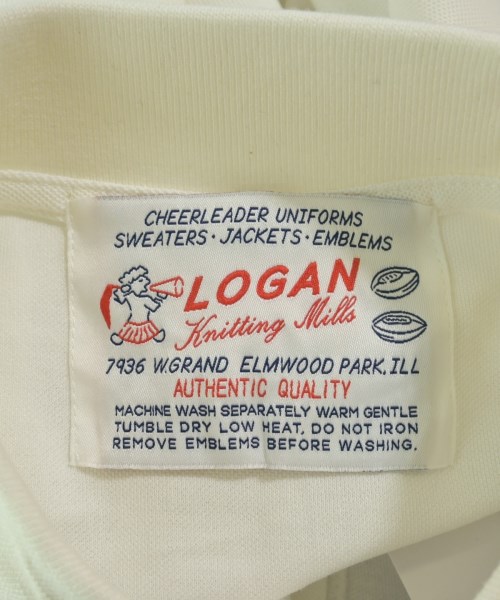 CHEERLEADER UNIFORMS
SWEATERS · JACKETS · EMBLEMS
LOGAN
Knitting Mills
7936 W.GRAND ELMWOOD PARK, ILL
AUTHENTIC QUALITY
MACHINE WASH SEPARATELY WARM GENTLE
TUMBLE DRY LOW HEAT. DO NOT IRON
REMOVE EMBLEMS BEFORE WASHING.